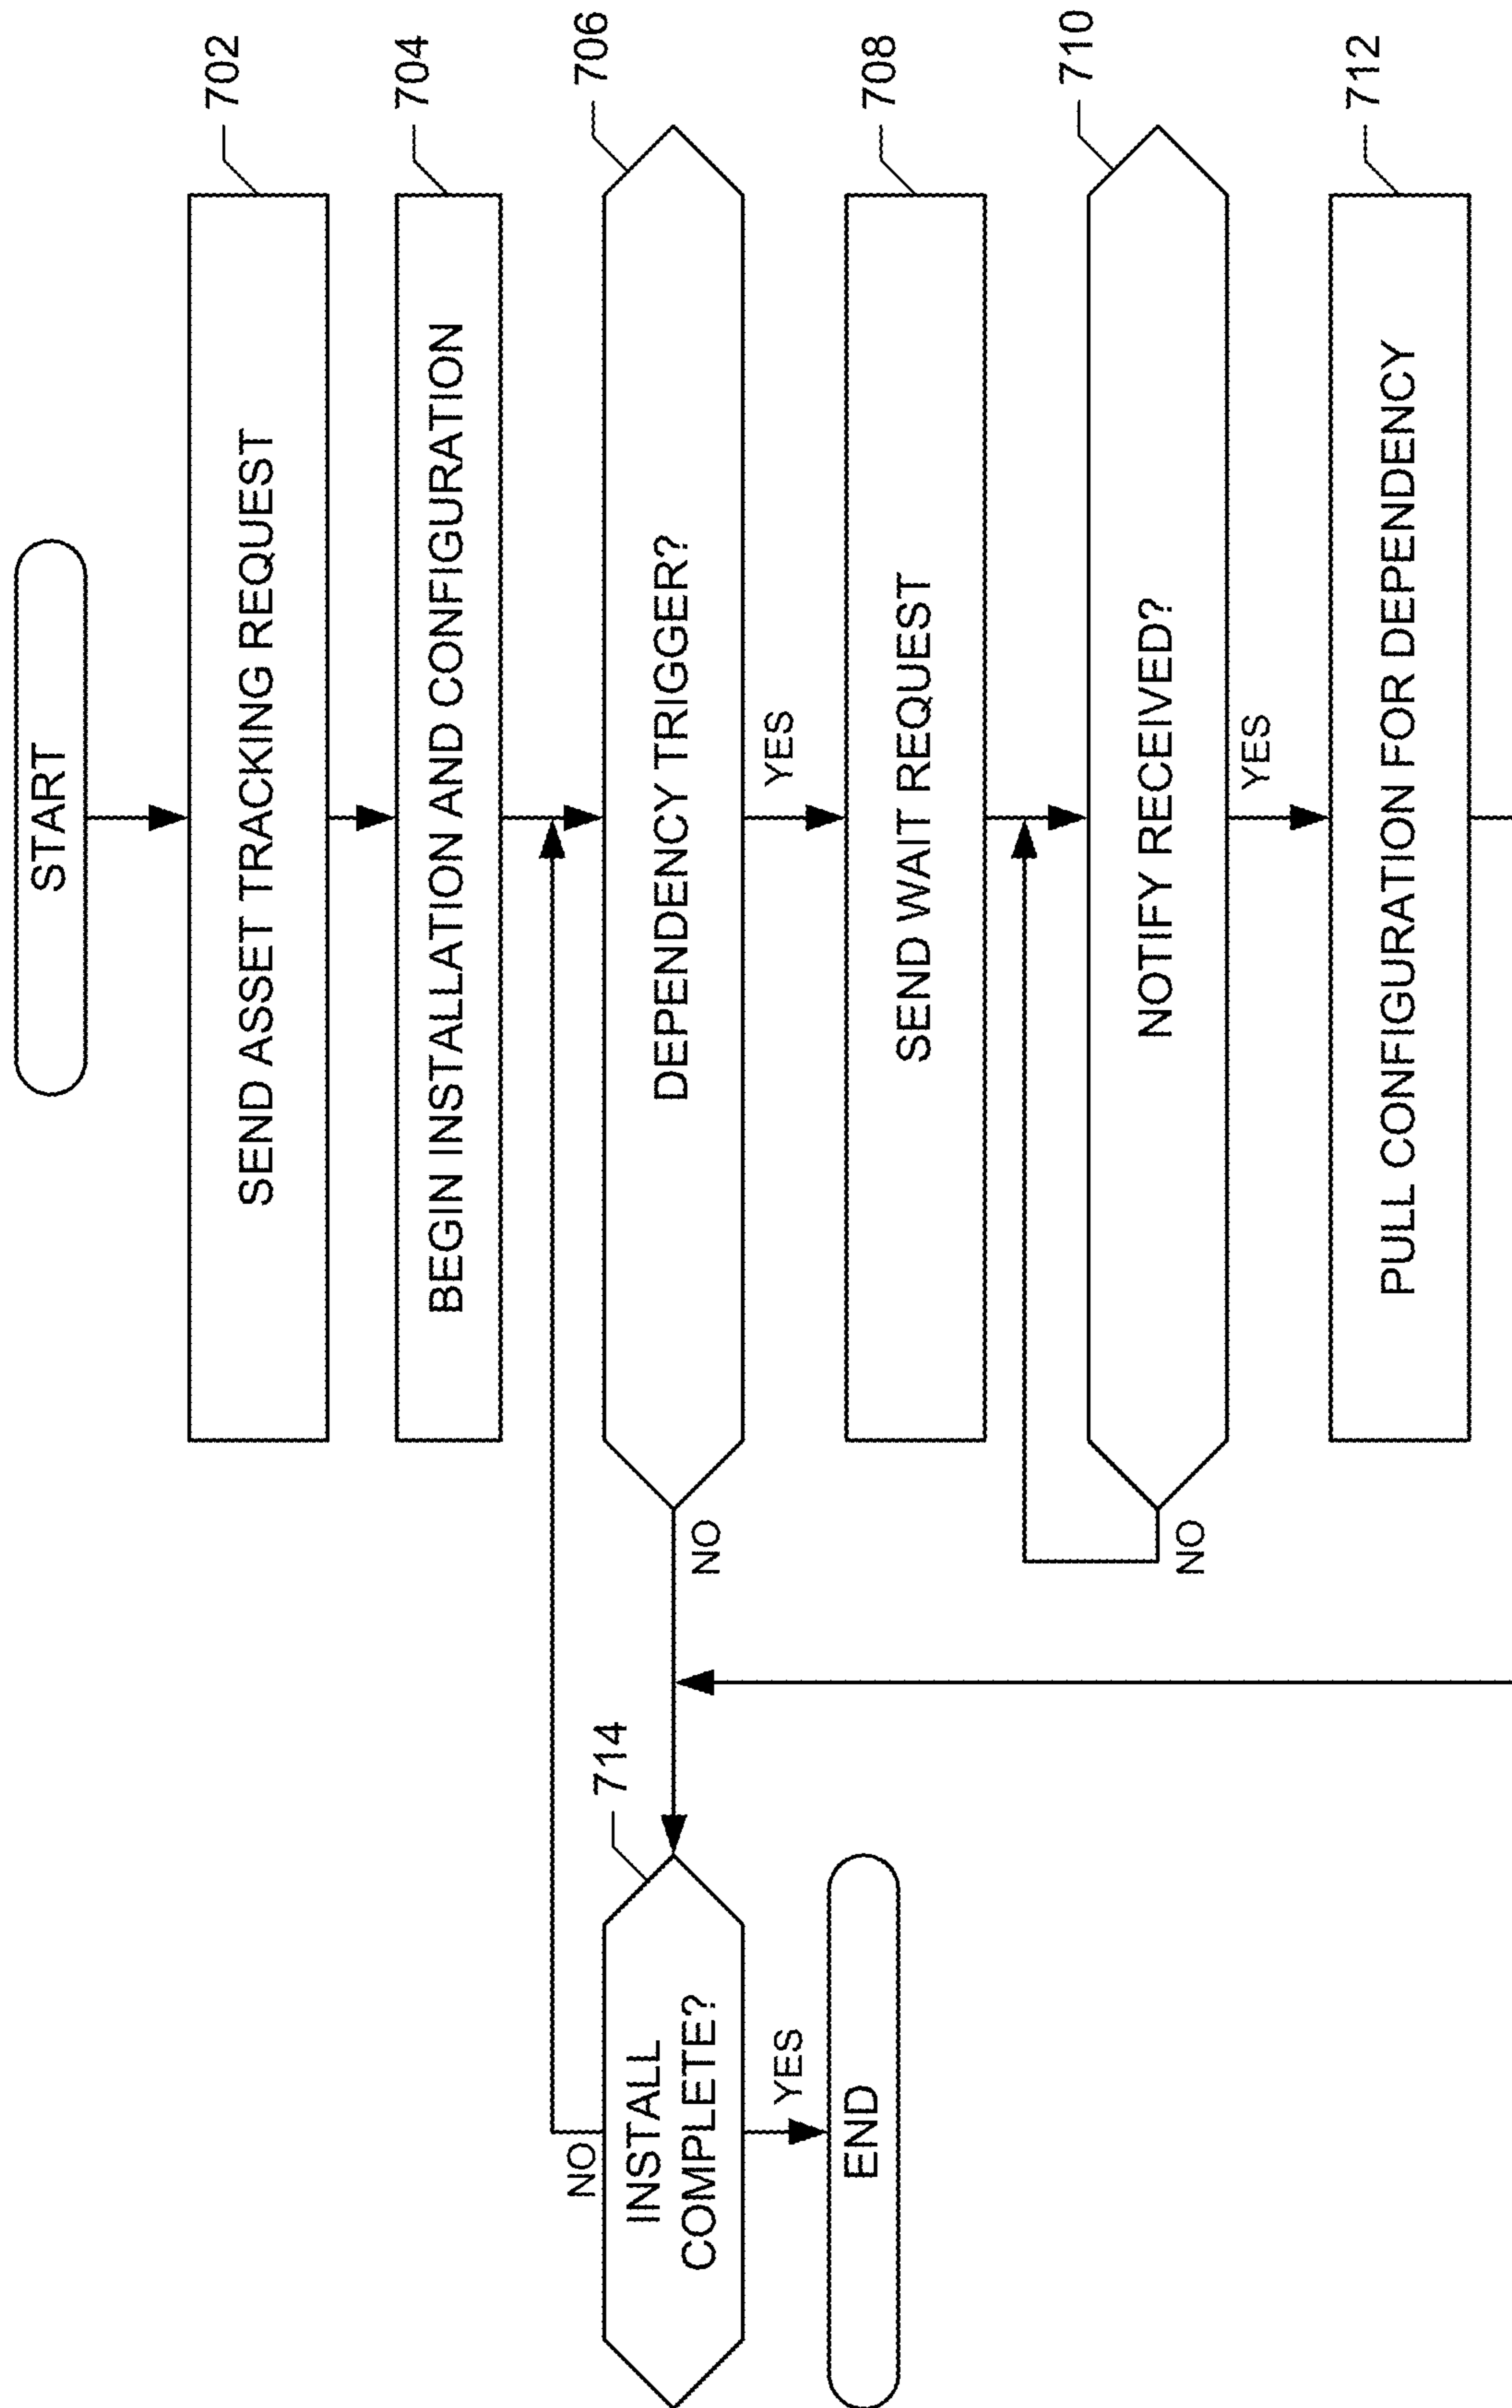 START
702
SEND ASSET TRACKING REQUEST
704
BEGIN INSTALLATION AND CONFIGURATION
706
DEPENDENCY TRIGGER?
NO
YES
708
SEND WAIT REQUEST
710
NOTIFY RECEIVED?
NO
YES
712
PULL CONFIGURATION FOR DEPENDENCY
714
NO
INSTALL
COMPLETE?
YES
END